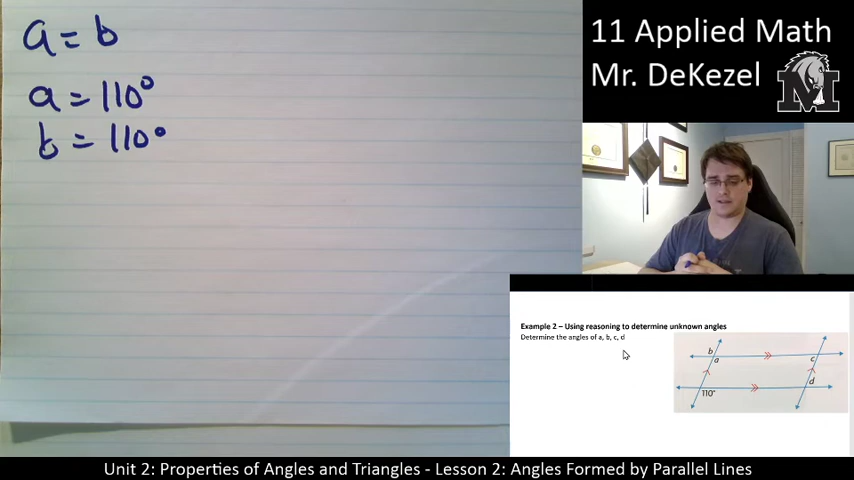 a = b
a = 110°
b = 110°
11 Applied Math
Mr. DeKezel
M
Example 2 – Using reasoning to determine unknown angles
Determine the angles of a, b, c, d
b
a
c
d
110°
Unit 2: Properties of Angles and Triangles - Lesson 2: Angles Formed by Parallel Lines